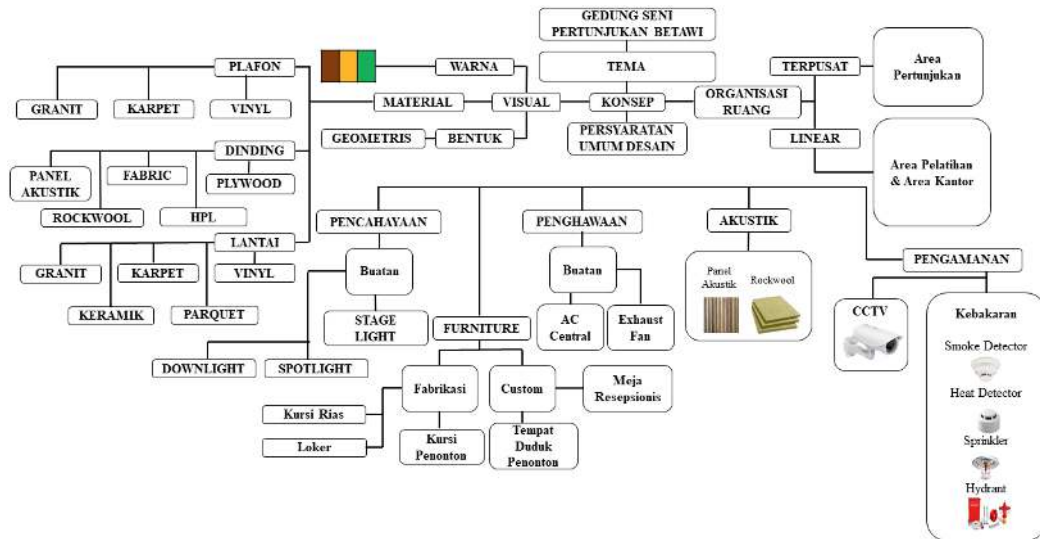 GEDUNG SENI
PERTUNJUKAN BETAWI
TEMA
KONSEP
PERSYARATAN
UMUM DESAIN
VISUAL
WARNA
MATERIAL
BENTUK
GEOMETRIS
PLAFON
GRANIT
KARPET
VINYL
DINDING
PANEL
AKUSTIK
FABRIC
PLYWOOD
ROCKWOOL
HPL
LANTAI
GRANIT
KARPET
VINYL
KERAMIK
PARQUET
ORGANISASI
RUANG
TERPUSAT
Area
Pertunjukan
LINEAR
Area Pelatihan
& Area Kantor
PENCAHAYAAN
Buatan
STAGE
LIGHT
DOWNLIGHT
SPOTLIGHT
FURNITURE
Fabrikasi
Kursi Rias
Loker
Kursi
Penonton
Custom
Meja
Resepsionis
Tempat
Duduk
Penonton
PENGHAWAAN
Buatan
AC
Central
Exhaust
Fan
AKUSTIK
Panel
Akustik
Rockwool
PENGAMANAN
CCTV
Kebakaran
Smoke Detector
Heat Detector
Sprinkler
Hydrant